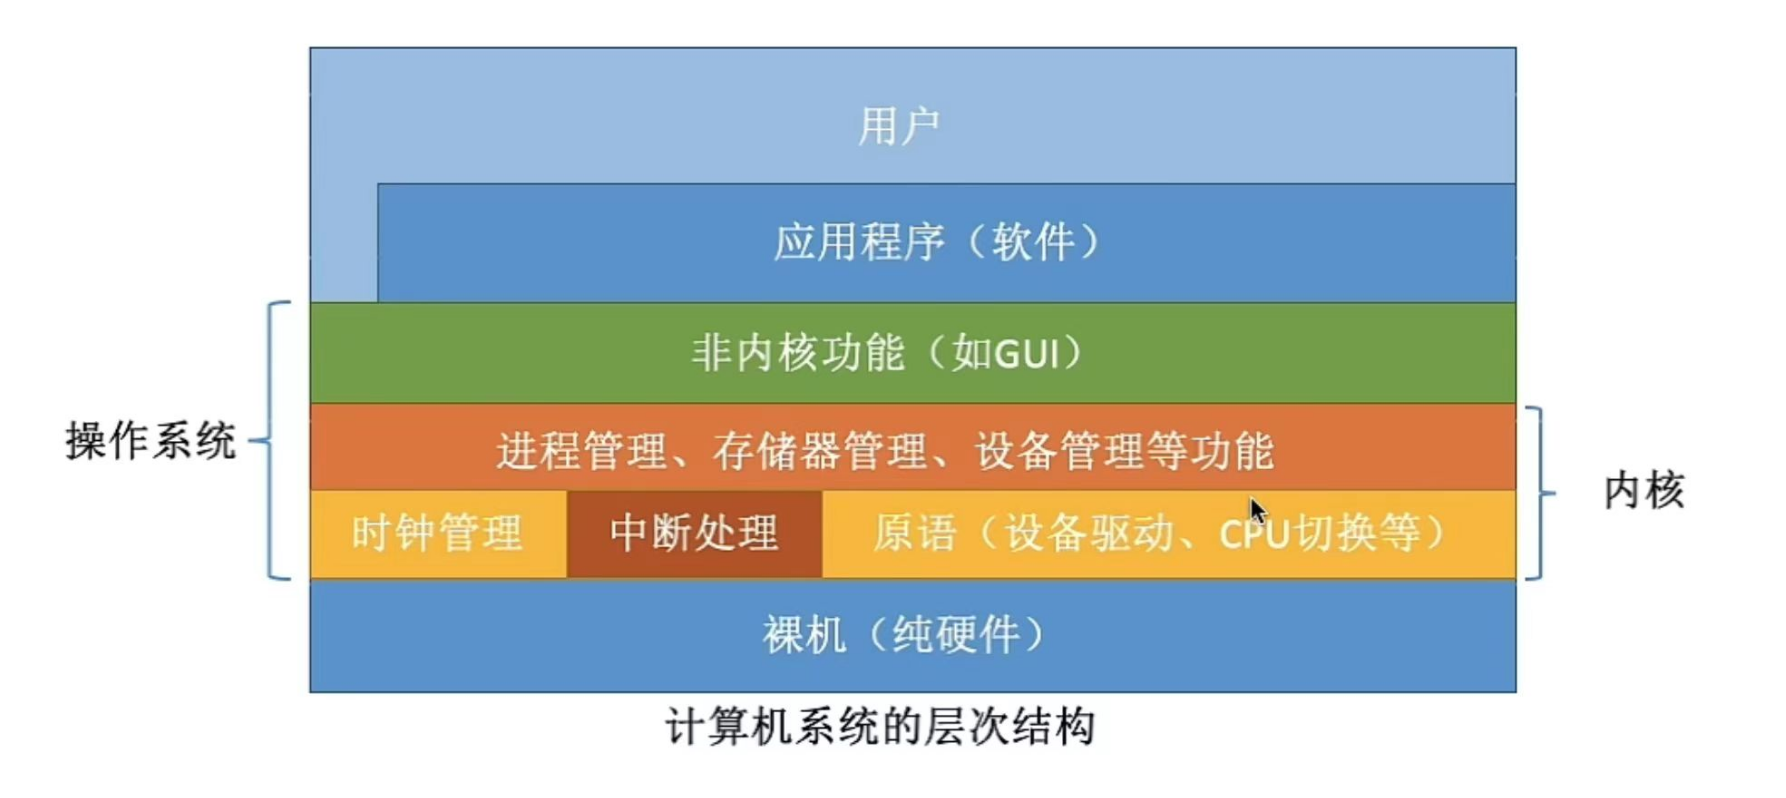 用户
应用程序（软件）
非内核功能（如GUI）
操作系统
进程管理、存储器管理、设备管理等功能
内核
时钟管理 中断处理 原语（设备驱动、CPU切换等）
裸机（纯硬件）
计算机系统的层次结构